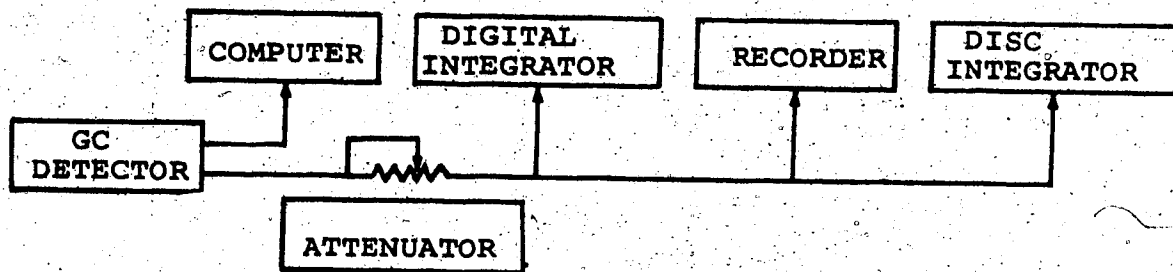 COMPUTER
DIGITAL
INTEGRATOR
RECORDER
DISC
INTEGRATOR
GC
DETECTOR
ATTENUATOR